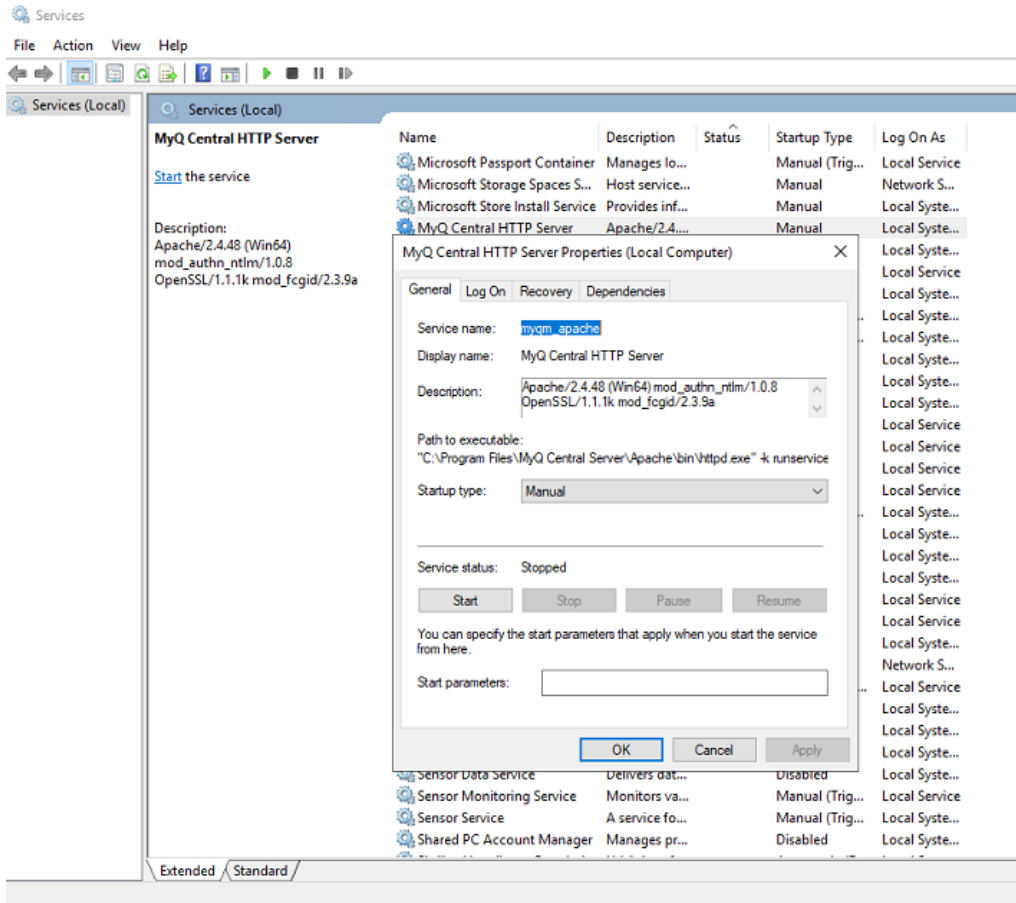 Services
File Action View Help
Services (Local)
Services (Local)
MyQ Central HTTP Server
Start the service
Description:
Apache/2.4.48 (Win64)
mod_authn_ntlm/1.0.8
OpenSSL/1.1.1k mod_fcgid/2.3.9a
Name Description Status Startup Type Log On As
Microsoft Passport Container Manages lo... Manual (Trig... Local Service
Microsoft Storage Spaces S... Host service... Manual Network S...
Microsoft Store Install Service Provides inf... Manual Local Syste...
MyQ Central HTTP Server Apache/2.4.... Manual Local Syste...
Local Syste...
Local Service
Local Syste...
Local Syste...
Local Syste...
Local Syste...
Local Syste...
Local Syste...
Local Service
Local Service
Local Service
Local Service
Local Syste...
Local Syste...
Local Syste...
Local Syste...
Local Service
Local Service
Local Syste...
Network S...
Local Service
Local Syste...
Local Syste...
Local Syste...
MyQ Central HTTP Server Properties (Local Computer)
General Log On Recovery Dependencies
Service name: myqm_apache
Display name: MyQ Central HTTP Server
Description: Apache/2.4.48 (Win64) mod_authn_ntlm/1.0.8
OpenSSL/1.1.1k mod_fcgid/2.3.9a
Path to executable:
"C:\Program Files\MyQ Central Server\Apache\bin\httpd.exe" -k runservice
Startup type: Manual
Service status: Stopped
Start Stop Pause Resume
You can specify the start parameters that apply when you start the service
from here.
Start parameters:
OK Cancel Apply
Sensor Data Service Delivers dat... Disabled Local Syste...
Sensor Monitoring Service Monitors va... Manual (Trig... Local Service
Sensor Service A service fo... Manual (Trig... Local Syste...
Shared PC Account Manager Manages pr... Disabled Local Syste...
Extended Standard